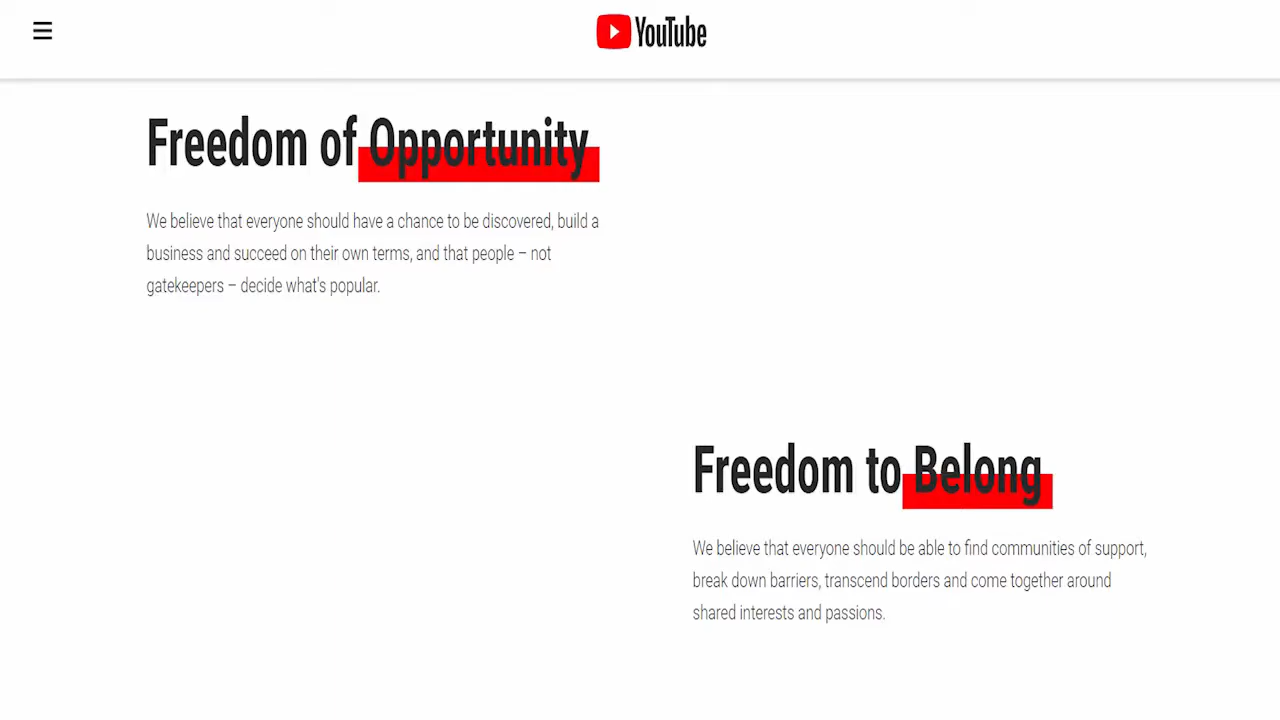 YouTube
Freedom of Opportunity
We believe that everyone should have a chance to be discovered, build a
business and succeed on their own terms, and that people – not
gatekeepers – decide what's popular.
Freedom to Belong
We believe that everyone should be able to find communities of support,
break down barriers, transcend borders and come together around
shared interests and passions.